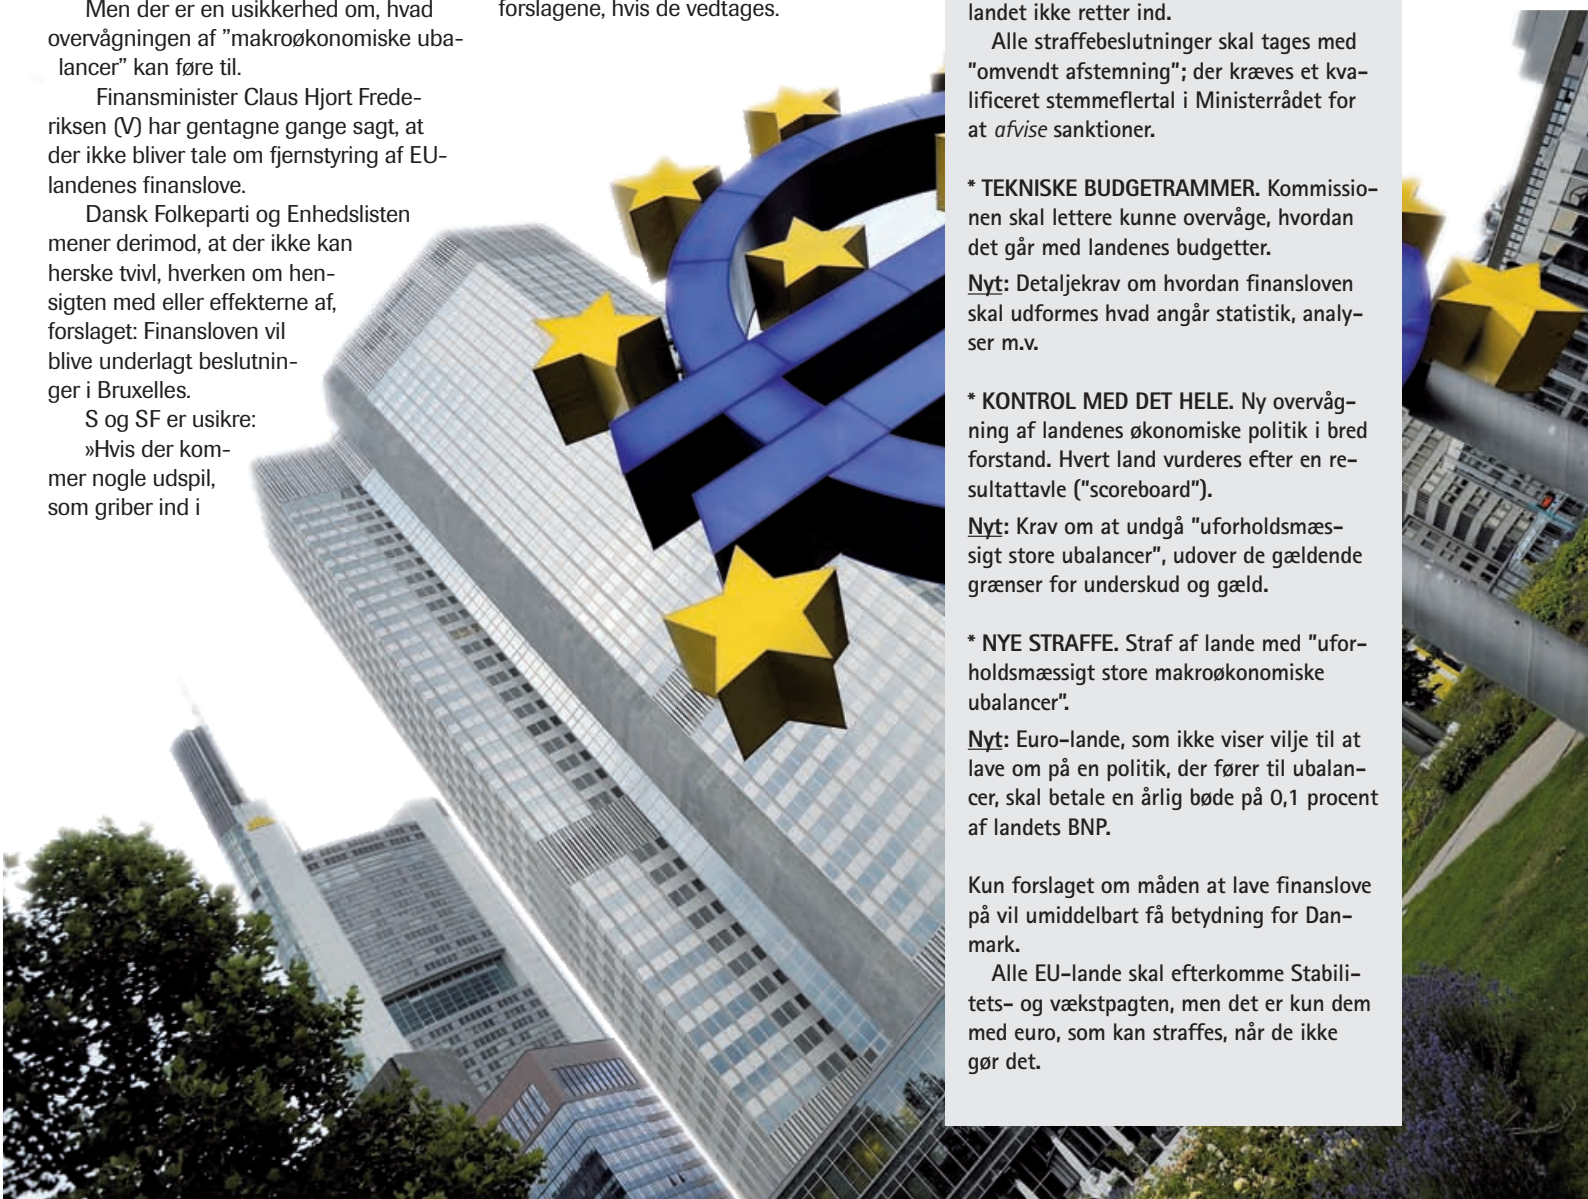 Men der er en usikkerhed om, hvad
overvågningen af ”makroøkonomiske uba-
lancer” kan føre til.
Finansminister Claus Hjort Frede-
riksen (V) har gentagne gange sagt, at
der ikke bliver tale om fjernstyring af EU-
landenes finanslove.
Dansk Folkeparti og Enhedslisten
mener derimod, at der ikke kan
herske tvivl, hverken om hen-
sigten med eller effekterne af,
forslaget: Finansloven vil
blive underlagt beslutnin-
ger i Bruxelles.
S og SF er usikre:
»Hvis der kom-
mer nogle udspil,
som griber ind i
forslagene, hvis de vedtages.
landet ikke retter ind.
Alle straffebeslutninger skal tages med
”omvendt afstemning”; der kræves et kva-
lificeret stemmeflertal i Ministerrådet for
at afvise sanktioner.
* TEKNISKE BUDGETRAMMER. Kommissio-
nen skal lettere kunne overvåge, hvordan
det går med landenes budgetter.
Nyt: Detaljekrav om hvordan finansloven
skal udformes hvad angår statistik, analy-
ser m.v.
* KONTROL MED DET HELE. Ny overvåg-
ning af landenes økonomiske politik i bred
forstand. Hvert land vurderes efter en re-
sultattavle (”scoreboard”).
Nyt: Krav om at undgå ”uforholdsmæs-
sigt store ubalancer”, udover de gældende
grænser for underskud og gæld.
* NYE STRAFFE. Straf af lande med ”ufor-
holdsmæssigt store makroøkonomiske
ubalancer”.
Nyt: Euro-lande, som ikke viser vilje til at
lave om på en politik, der fører til ubalan-
cer, skal betale en årlig bøde på 0,1 procent
af landets BNP.
Kun forslaget om måden at lave finanslove
på vil umiddelbart få betydning for Dan-
mark.
Alle EU-lande skal efterkomme Stabili-
tets- og vækstpagten, men det er kun dem
med euro, som kan straffes, når de ikke
gør det.